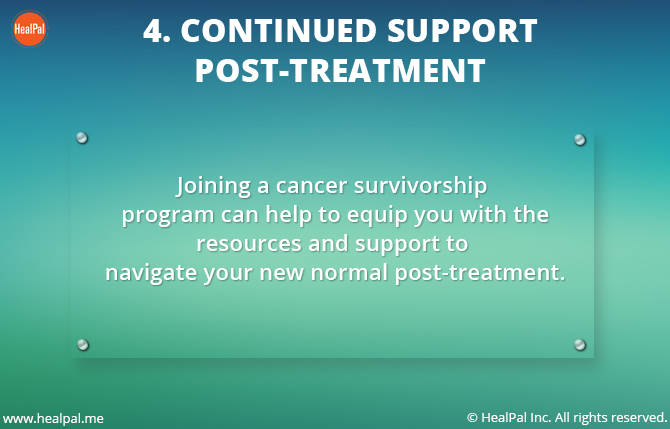 HealPal
4. CONTINUED SUPPORT
POST-TREATMENT
Joining a cancer survivorship
program can help to equip you with the
resources and support to
navigate your new normal post-treatment.
www.healpal.me
© HealPal Inc. All rights reserved.